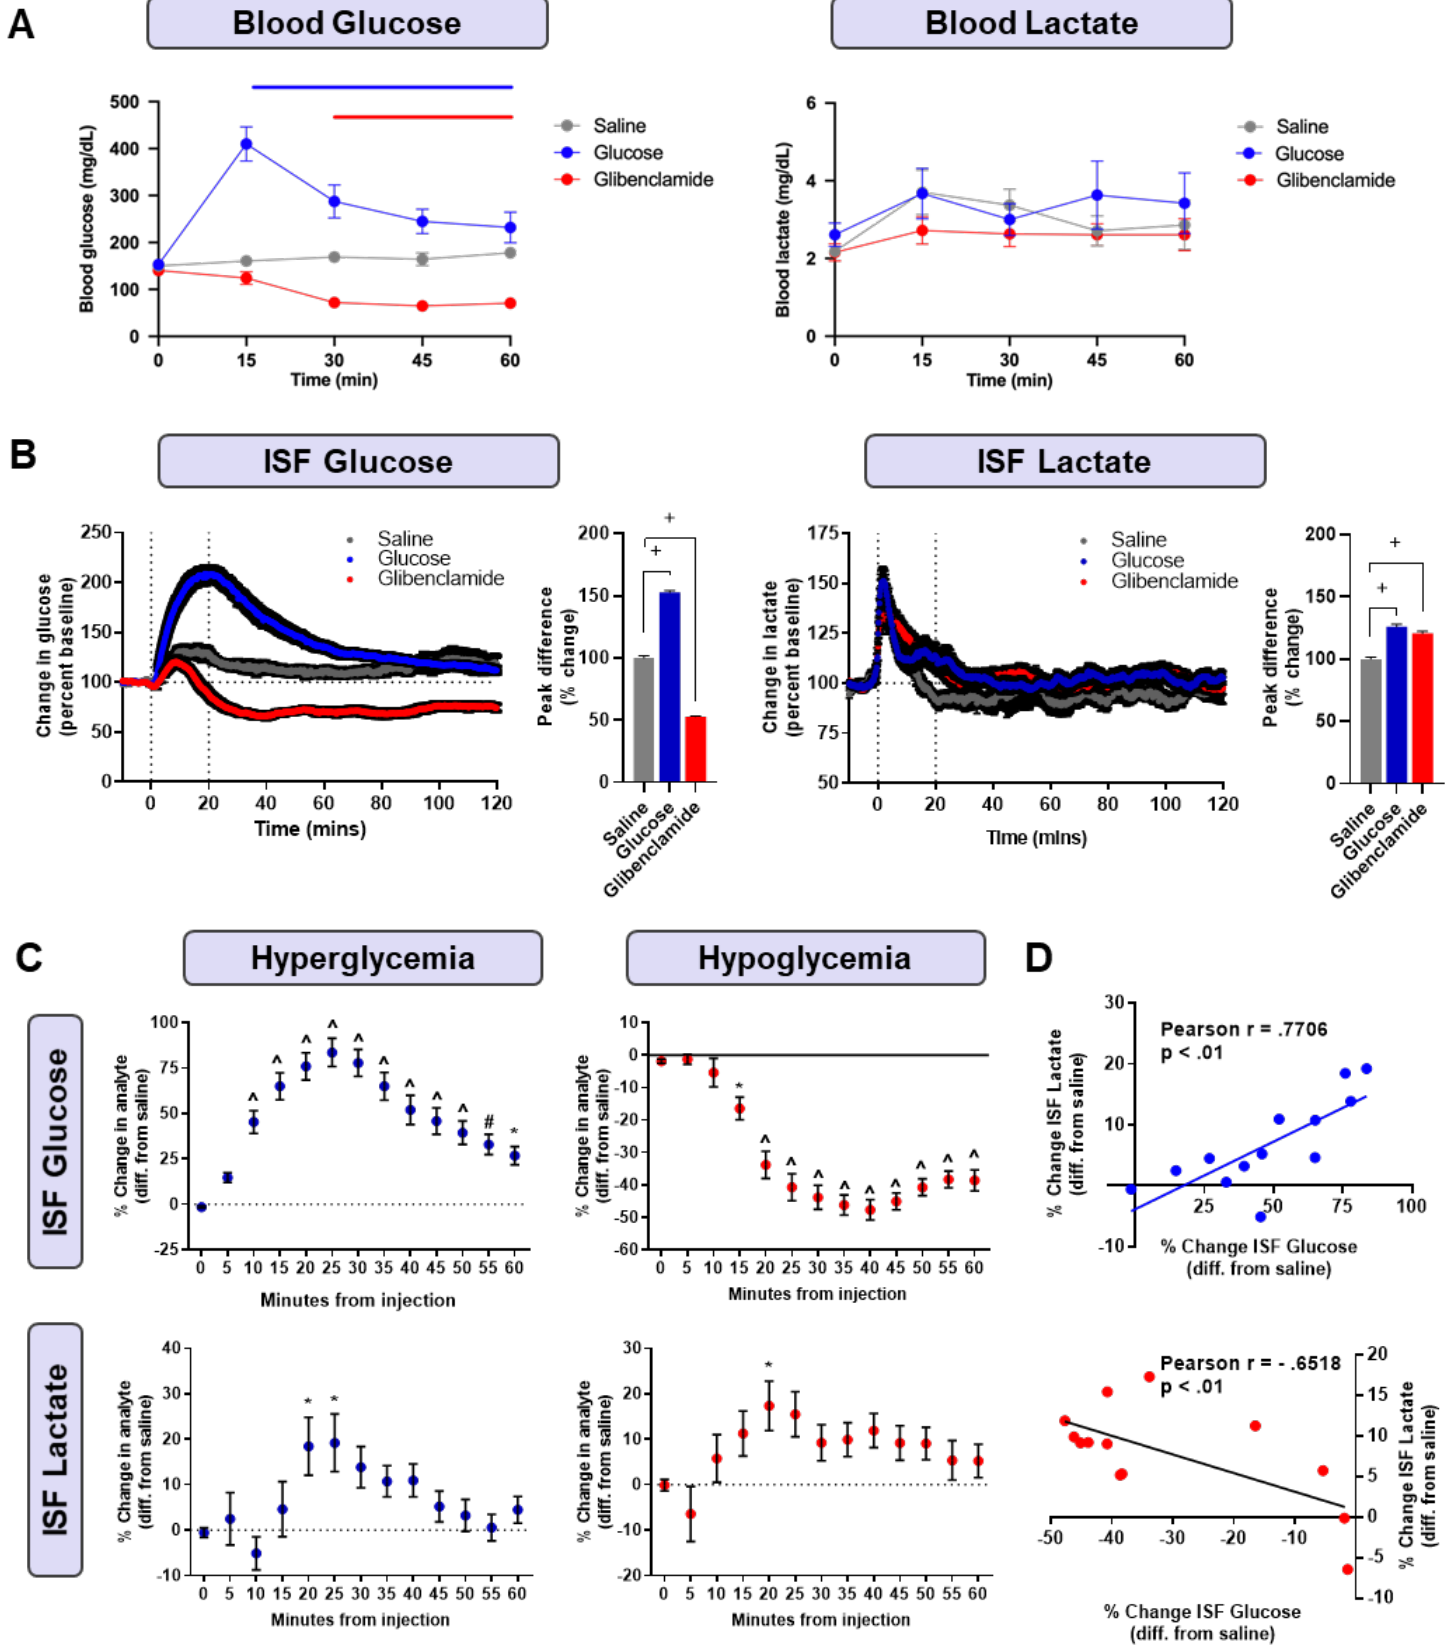 A
Blood Glucose
Blood Lactate
Blood glucose (mg/dL)
500
400
300
200
100
0
0 15 30 45 60
Time (min)
Saline
Glucose
Glibenclamide
Blood lactate (mg/dL)
6
4
2
0
0 15 30 45 60
Time (min)
Saline
Glucose
Glibenclamide
B
ISF Glucose
ISF Lactate
Change in glucose
(percent baseline)
250
200
150
100
50
0
0 20 40 60 80 100 120
Time (mins)
Saline
Glucose
Glibenclamide
Peak difference
(% change)
200
150
100
50
0
+
+
Saline
Glucose
Glibenclamide
Change in lactate
(percent baseline)
175
150
125
100
75
50
0 20 40 60 80 100 120
Time (mins)
Saline
Glucose
Glibenclamide
Peak difference
(% change)
200
150
100
50
0
+
+
Saline
Glucose
Glibenclamide
C
Hyperglycemia
Hypoglycemia
ISF Glucose
% Change in analyte
(diff. from saline)
100
75
50
25
0
-25
^ ^ ^ ^ ^ ^ ^ ^ ^ # *
0 5 10 15 20 25 30 35 40 45 50 55 60
Minutes from injection
% Change in analyte
(diff. from saline)
10
0
-10
-20
-30
-40
-50
-60
* ^ ^ ^ ^ ^ ^ ^ ^ ^
0 5 10 15 20 25 30 35 40 45 50 55 60
Minutes from injection
ISF Lactate
% Change in analyte
(diff. from saline)
40
30
20
10
0
-10
* *
0 5 10 15 20 25 30 35 40 45 50 55 60
Minutes from injection
% Change in analyte
(diff. from saline)
30
20
10
0
-10
-20
*
0 5 10 15 20 25 30 35 40 45 50 55 60
Minutes from injection
D
% Change ISF Lactate
(diff. from saline)
30
20
10
-10
Pearson r = .7706
p < .01
25 50 75 100
% Change ISF Glucose
(diff. from saline)
Pearson r = - .6518
p < .01
20
15
10
5
0
-5
-10
% Change ISF Lactate
(diff. from saline)
-50 -40 -30 -20 -10
% Change ISF Glucose
(diff. from saline)